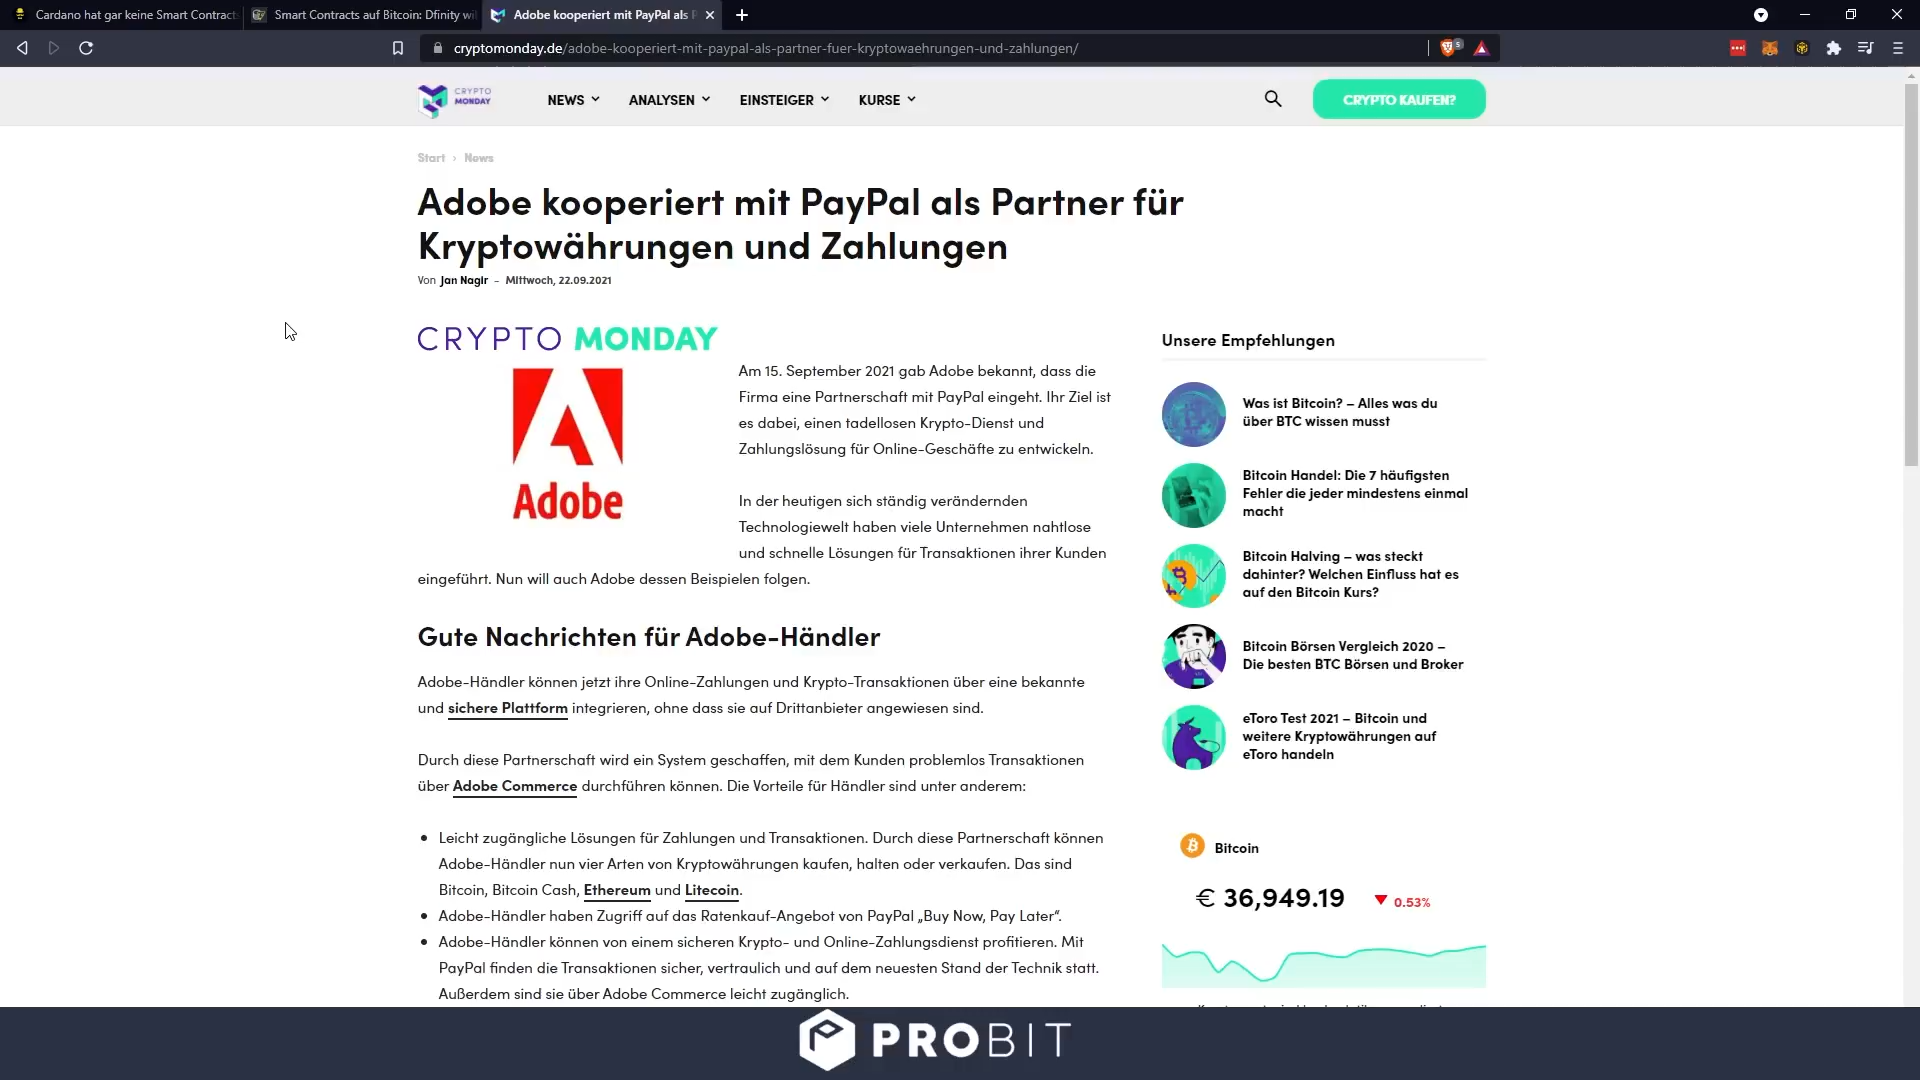 Cardano hat gar keine Smart Contracts
Smart Contracts auf Bitcoin: Dfinity wi
Adobe kooperiert mit PayPal als P
cryptomonday.de/adobe-kooperiert-mit-paypal-als-partner-fuer-kryptowaehrungen-und-zahlungen/
CRYPTO MONDAY
NEWS
ANALYSEN
EINSTEIGER
KURSE
CRYPTO KAUFEN?
Start › News
Adobe kooperiert mit PayPal als Partner für
Kryptowährungen und Zahlungen
Von Jan Nagir - Mittwoch, 22.09.2021
CRYPTO MONDAY
Adobe
Am 15. September 2021 gab Adobe bekannt, dass die
Firma eine Partnerschaft mit PayPal eingeht. Ihr Ziel ist
es dabei, einen tadellosen Krypto-Dienst und
Zahlungslösung für Online-Geschäfte zu entwickeln.
In der heutigen sich ständig verändernden
Technologiewelt haben viele Unternehmen nahtlose
und schnelle Lösungen für Transaktionen ihrer Kunden
eingeführt. Nun will auch Adobe dessen Beispielen folgen.
Gute Nachrichten für Adobe-Händler
Adobe-Händler können jetzt ihre Online-Zahlungen und Krypto-Transaktionen über eine bekannte
und sichere Plattform integrieren, ohne dass sie auf Drittanbieter angewiesen sind.
Durch diese Partnerschaft wird ein System geschaffen, mit dem Kunden problemlos Transaktionen
über Adobe Commerce durchführen können. Die Vorteile für Händler sind unter anderem:
• Leicht zugängliche Lösungen für Zahlungen und Transaktionen. Durch diese Partnerschaft können
Adobe-Händler nun vier Arten von Kryptowährungen kaufen, halten oder verkaufen. Das sind
Bitcoin, Bitcoin Cash, Ethereum und Litecoin.
• Adobe-Händler haben Zugriff auf das Ratenkauf-Angebot von PayPal „Buy Now, Pay Later“.
• Adobe-Händler können von einem sicheren Krypto- und Online-Zahlungsdienst profitieren. Mit
PayPal finden die Transaktionen sicher, vertraulich und auf dem neuesten Stand der Technik statt.
Außerdem sind sie über Adobe Commerce leicht zugänglich.
Unsere Empfehlungen
Was ist Bitcoin? – Alles was du
über BTC wissen musst
Bitcoin Handel: Die 7 häufigsten
Fehler die jeder mindestens einmal
macht
Bitcoin Halving – was steckt
dahinter? Welchen Einfluss hat es
auf den Bitcoin Kurs?
Bitcoin Börsen Vergleich 2020 –
Die besten BTC Börsen und Broker
eToro Test 2021 – Bitcoin und
weitere Kryptowährungen auf
eToro handeln
Bitcoin
€ 36,949.19
0.53%
PROBIT